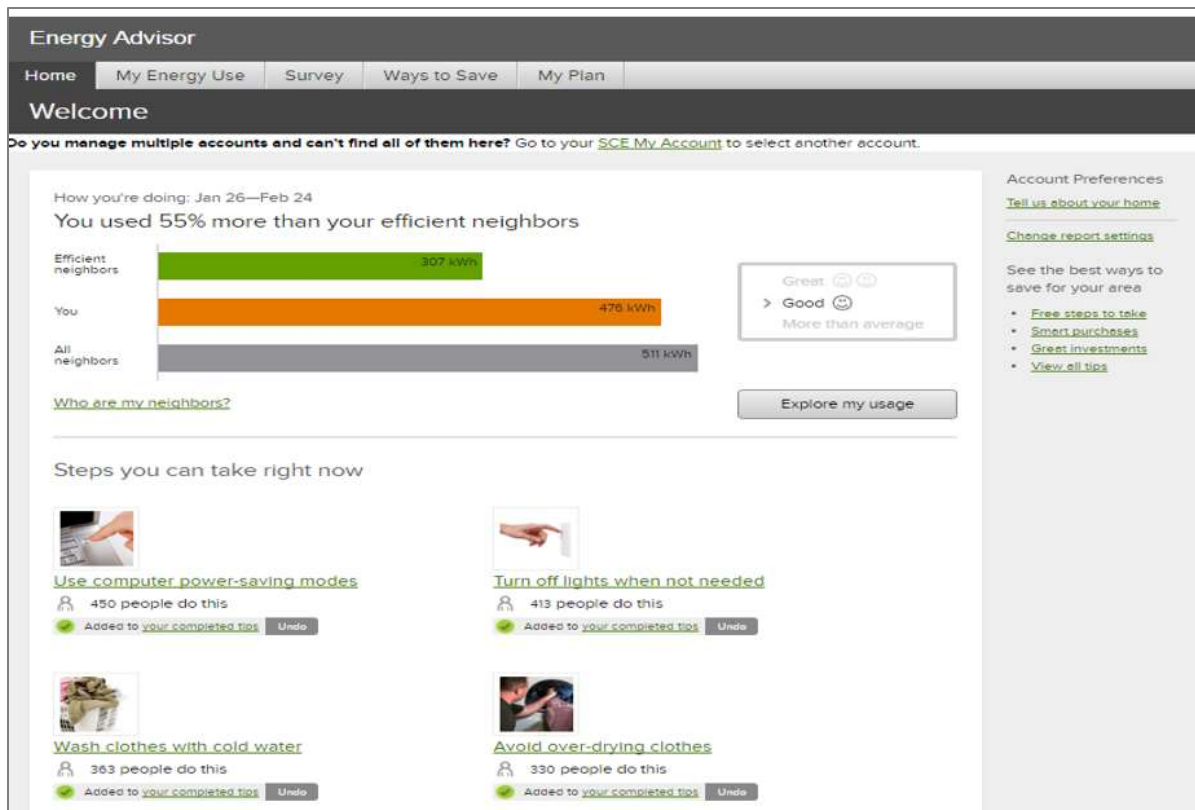 Energy Advisor
Home My Energy Use Survey Ways to Save My Plan
Welcome
Do you manage multiple accounts and can't find all of them here? Go to your SCE My Account to select another account.
How you're doing: Jan 26—Feb 24
You used 55% more than your efficient neighbors
Efficient
neighbors
307 kWh
You
476 kWh
All
neighbors
511 kWh
Great
> Good
More than average
Who are my neighbors?
Explore my usage
Steps you can take right now
Use computer power-saving modes
450 people do this
Added to your completed tips Undo
Turn off lights when not needed
413 people do this
Added to your completed tips Undo
Wash clothes with cold water
363 people do this
Added to your completed tips Undo
Avoid over-drying clothes
330 people do this
Added to your completed tips Undo
Account Preferences
Tell us about your home
Change report settings
See the best ways to
save for your area
• Free steps to take
• Smart purchases
• Great investments
• View all tips